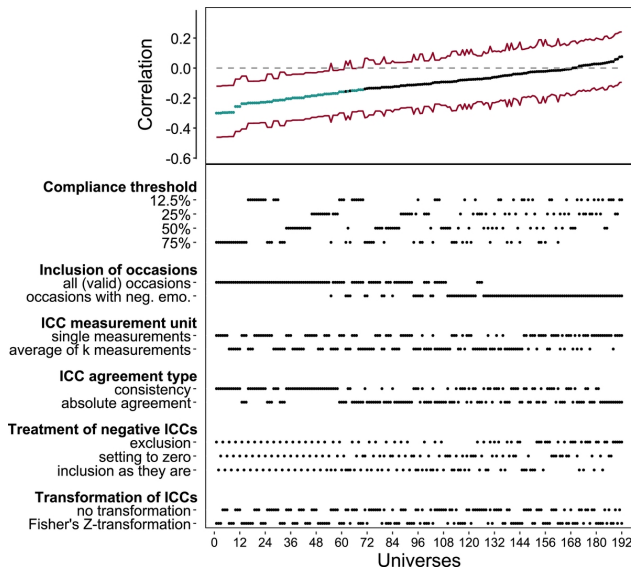 Correlation
0.2
0.0
-0.2
-0.4
-0.6
Compliance threshold
12.5%
25%
50%
75%
Inclusion of occasions
all (valid) occasions
occasions with neg. emo.
ICC measurement unit
single measurements
average of k measurements
ICC agreement type
consistency
absolute agreement
Treatment of negative ICCs
exclusion
setting to zero
inclusion as they are
Transformation of ICCs
no transformation
Fisher's Z-transformation
0 12 24 36 48 60 72 84 96 108 120 132 144 156 168 180 192
Universes